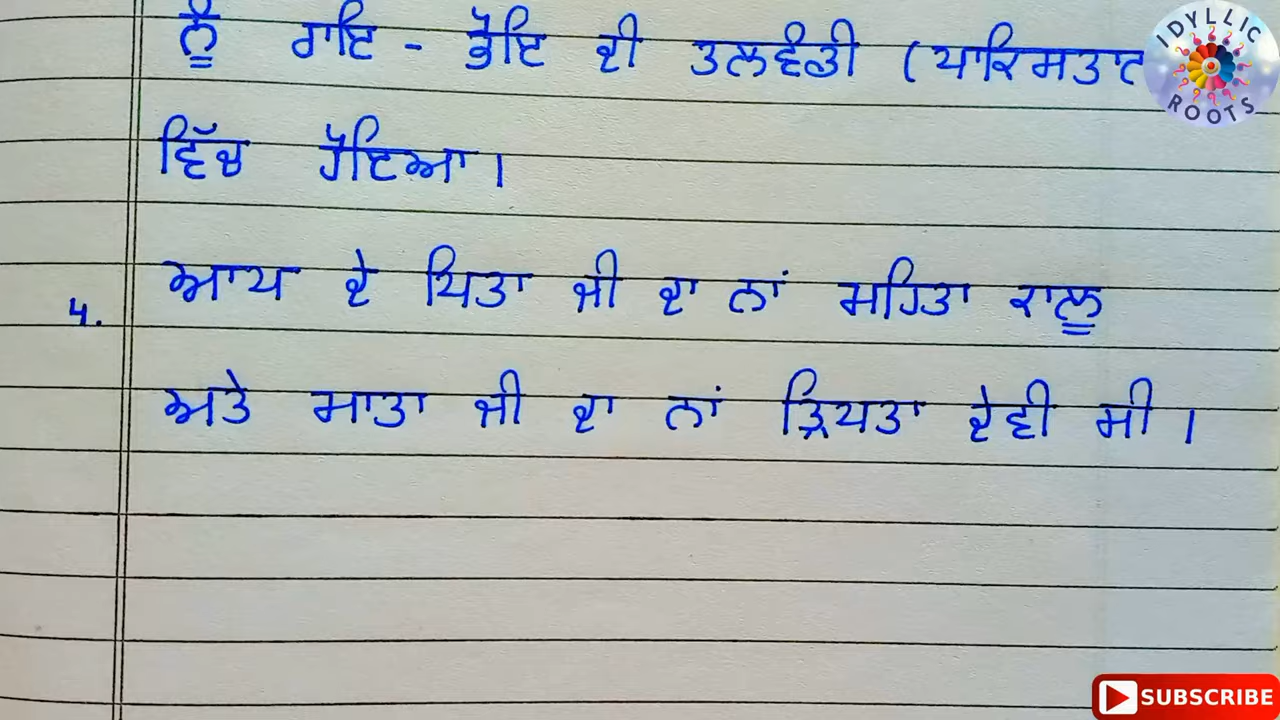 ਨੂੰ ਰਾਇ - ਭੋਇ ਦੀ ਤਲਵੰਡੀ (ਪਾਕਿਸਤਾਨ
ਵਿੱਚ ਹੋਇਆ।
4. ਆਪ ਦੇ ਪਿਤਾ ਜੀ ਦਾ ਨਾਂ ਮਹਿਤਾ ਕਾਲੂ
ਅਤੇ ਮਾਤਾ ਜੀ ਦਾ ਨਾਂ ਤ੍ਰਿਪਤਾ ਦੇਵੀ ਸੀ।
IDYLLIC ROOTS
SUBSCRIBE